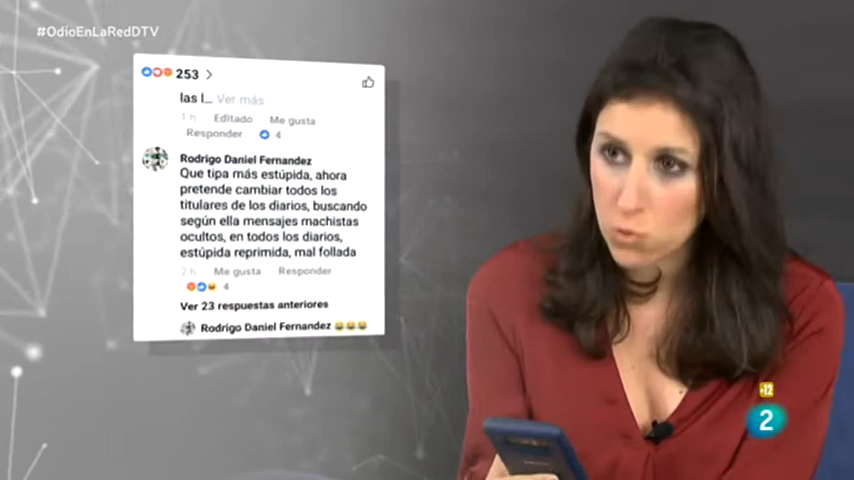 #OdioEnLaRedDTV
253
las l... Ver más
1 h Editado Me gusta
Responder 4
Rodrigo Daniel Fernandez
Que tipa más estúpida, ahora
pretende cambiar todos los
titulares de los diarios, buscando
según ella mensajes machistas
ocultos, en todos los diarios,
estúpida reprimida, mal follada
2 h Me gusta Responder
4
Ver 23 respuestas anteriores
Rodrigo Daniel Fernandez 😂😂😂
+12
2